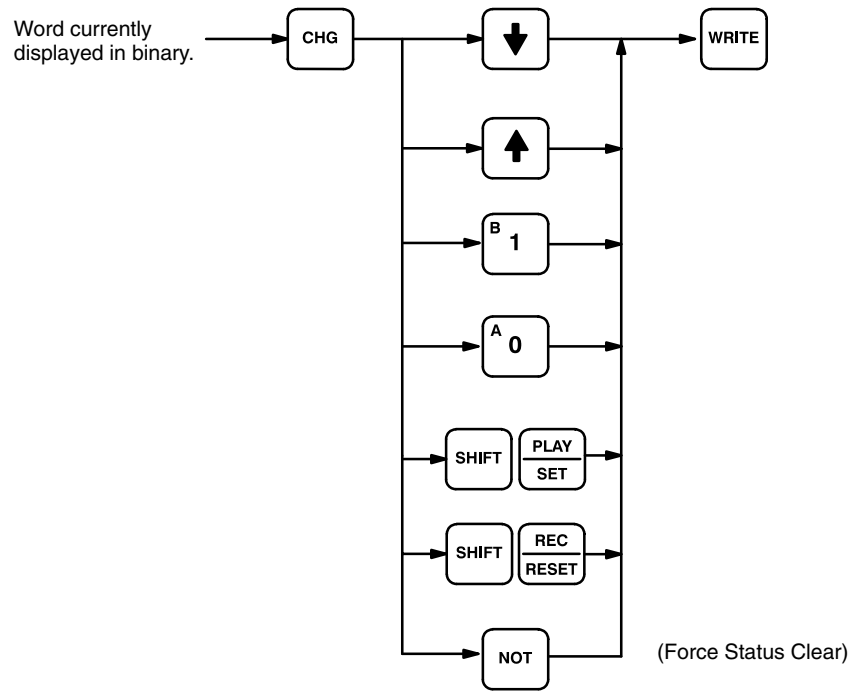 Word currently
displayed in binary.
CHG
WRITE
B
1
A
0
SHIFT
PLAY
SET
SHIFT
REC
RESET
NOT
(Force Status Clear)